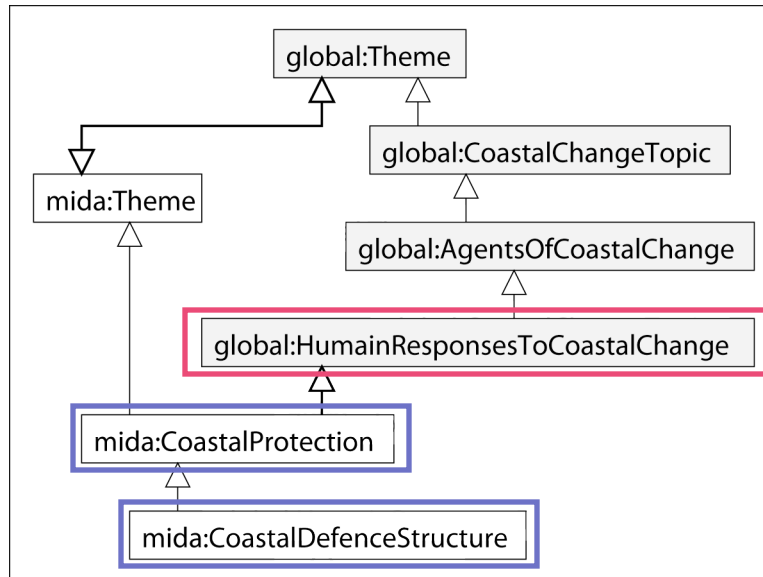 global:Theme
global:CoastalChangeTopic
mida:Theme
global:AgentsOfCoastalChange
global:HumainResponsesToCoastalChange
mida:CoastalProtection
mida:CoastalDefenceStructure